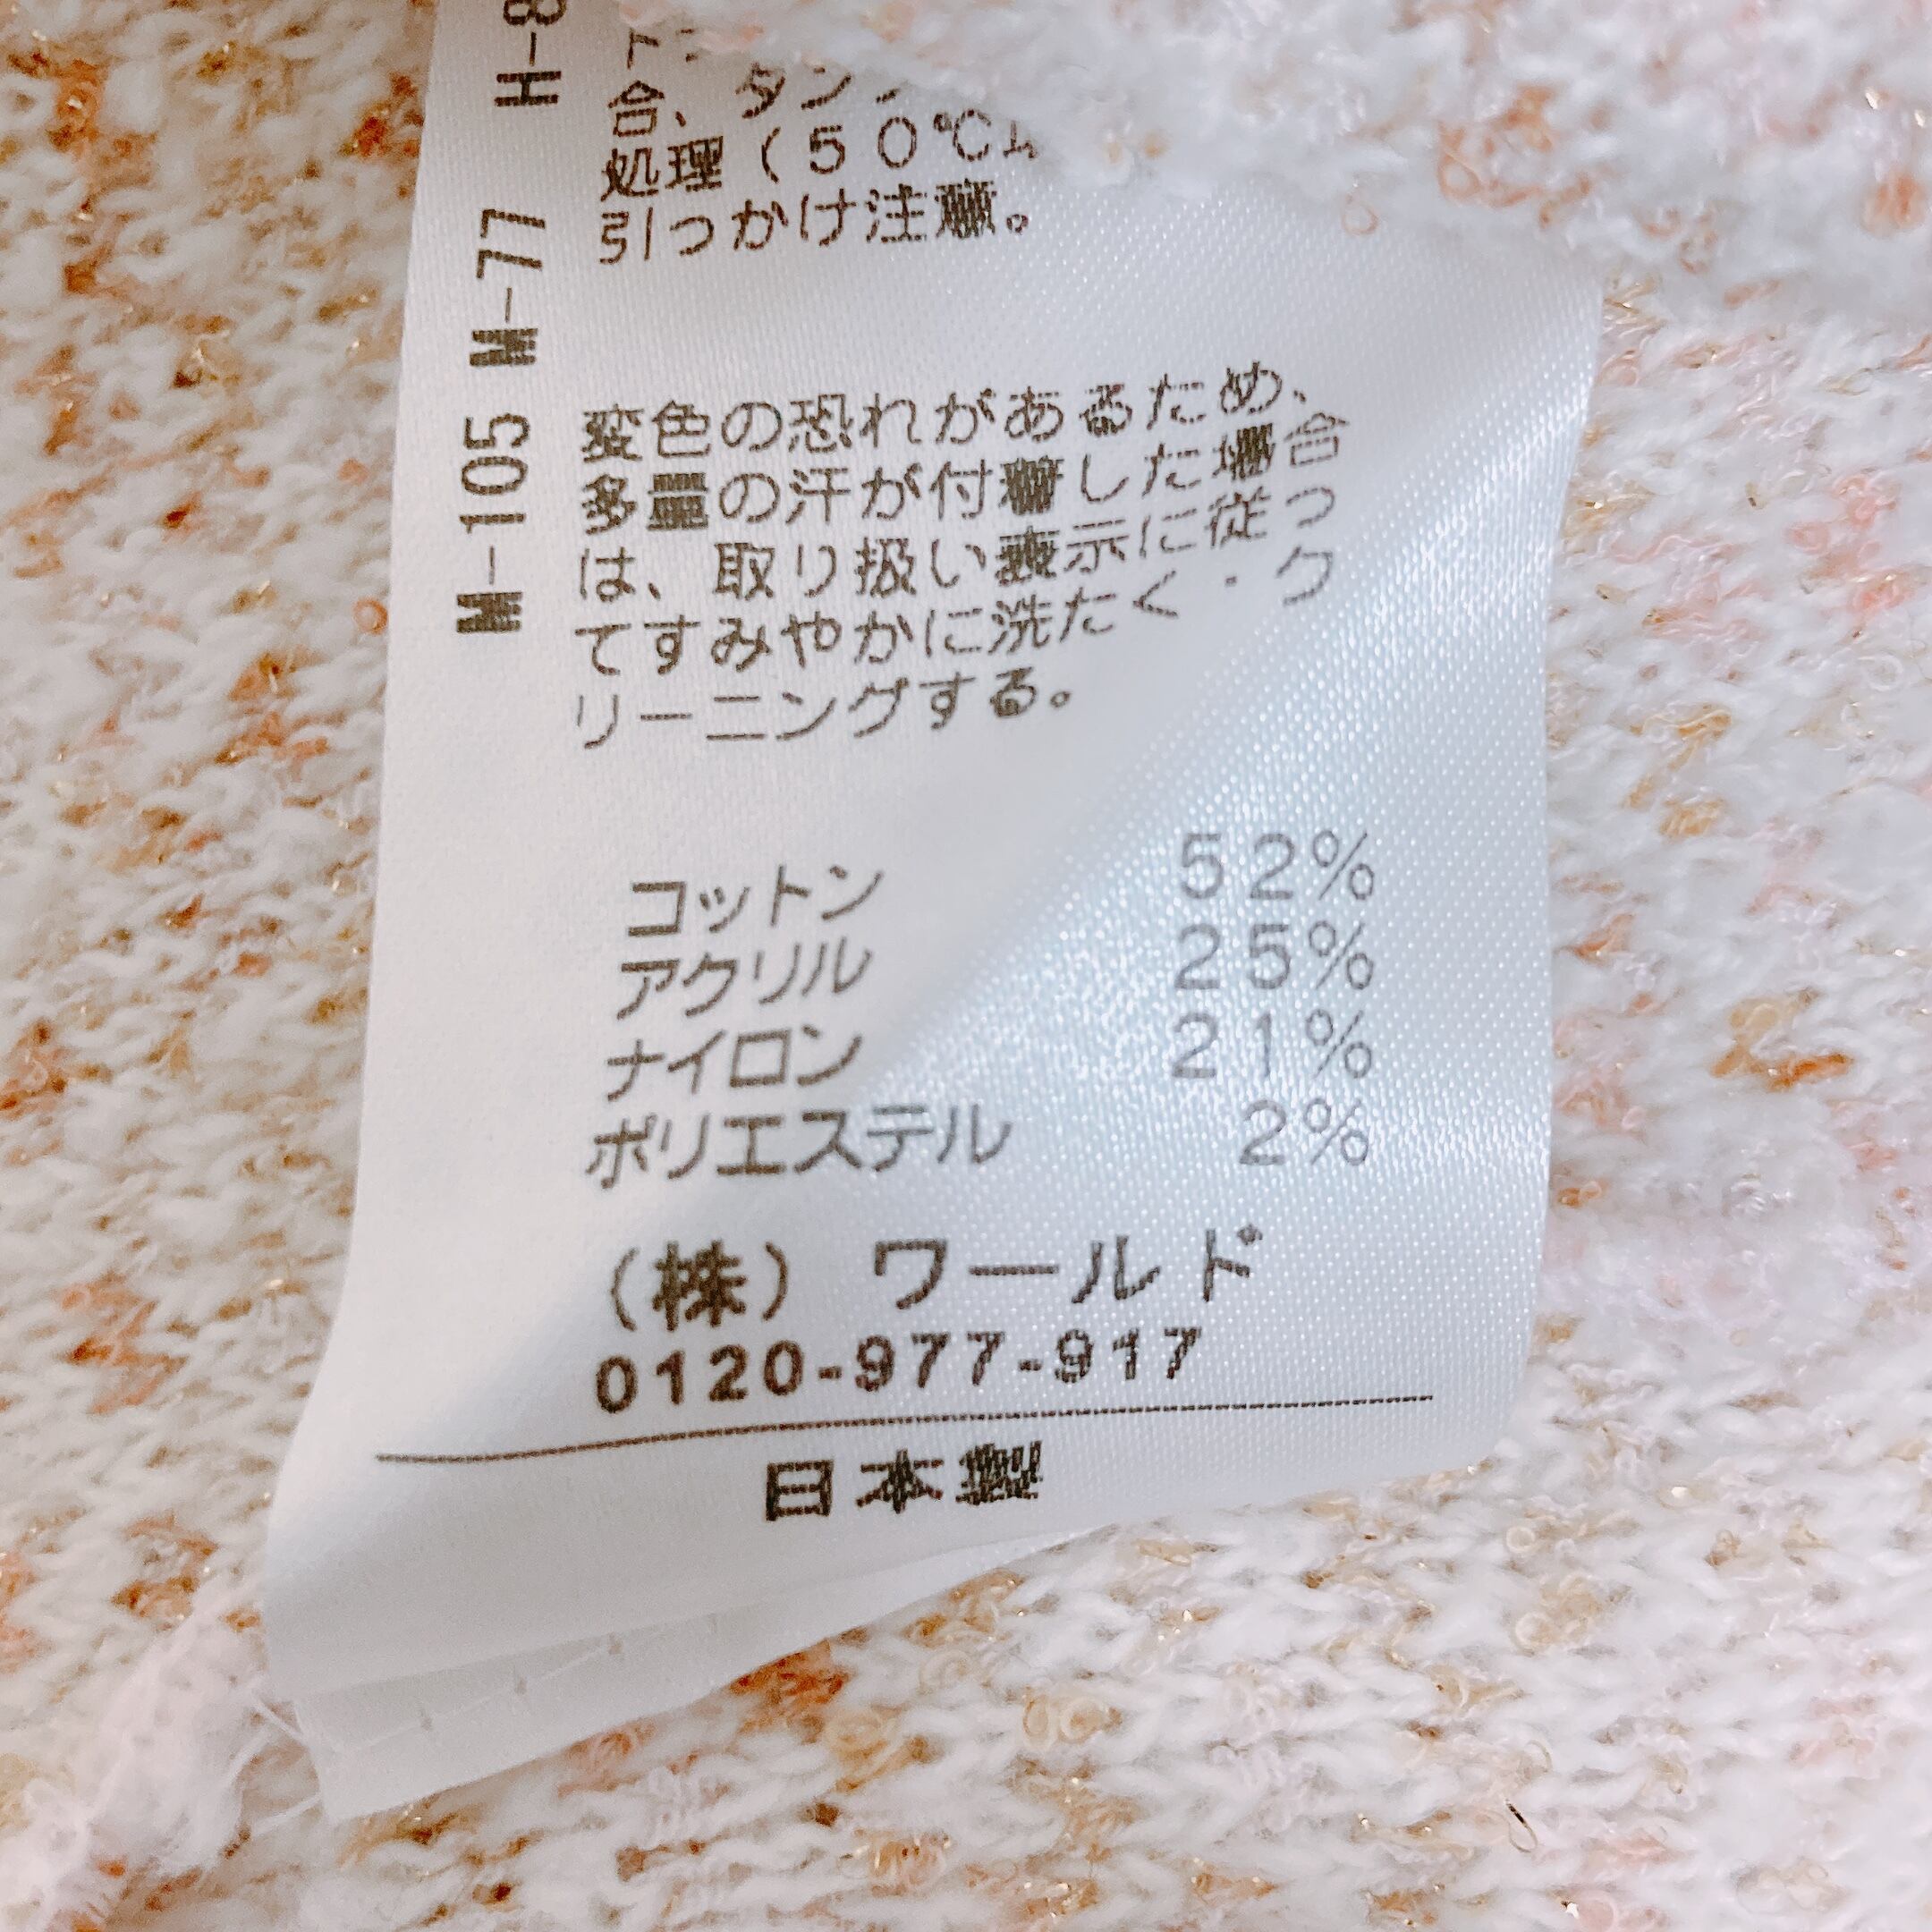 合、タン
処理(50℃
引っかけ注意。
変色の恐れがあるため、
多量の汗が付着した場合
は、取り扱い表示に従っ
てすみやかに洗たく・ク
リーニングする。
H-8
M-77
M-105
コットン 52%
アクリル 25%
ナイロン 21%
ポリエステル 2%
(株) ワールド
0120-977-917
日本製